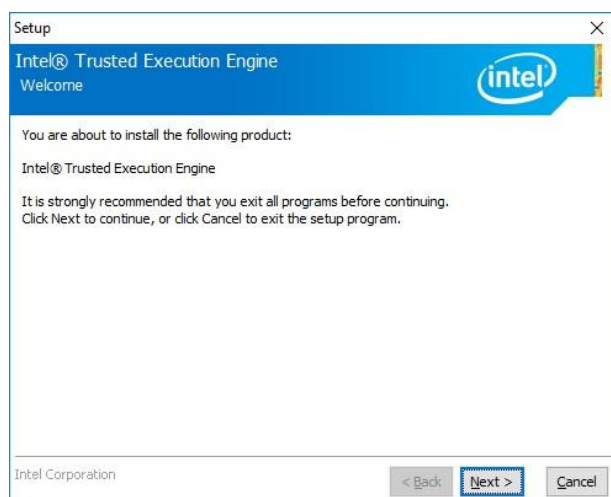 Setup
Intel® Trusted Execution Engine
Welcome
intel
You are about to install the following product:
Intel® Trusted Execution Engine
It is strongly recommended that you exit all programs before continuing.
Click Next to continue, or click Cancel to exit the setup program.
Intel Corporation
< Back
Next >
Cancel